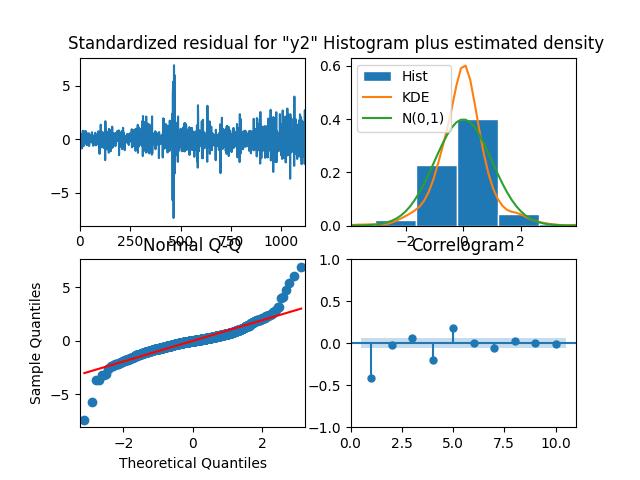 Standardized residual for "y2"
Histogram plus estimated density
5
0
−5
0 250 500 750 1000
0.6
0.4
0.2
0.0
−2 0 2
Hist
KDE
N(0,1)
Normal Q-Q
Correlogram
Sample Quantiles
5
0
−5
−2 0 2
Theoretical Quantiles
1.0
0.5
0.0
−0.5
−1.0
0.0 2.5 5.0 7.5 10.0